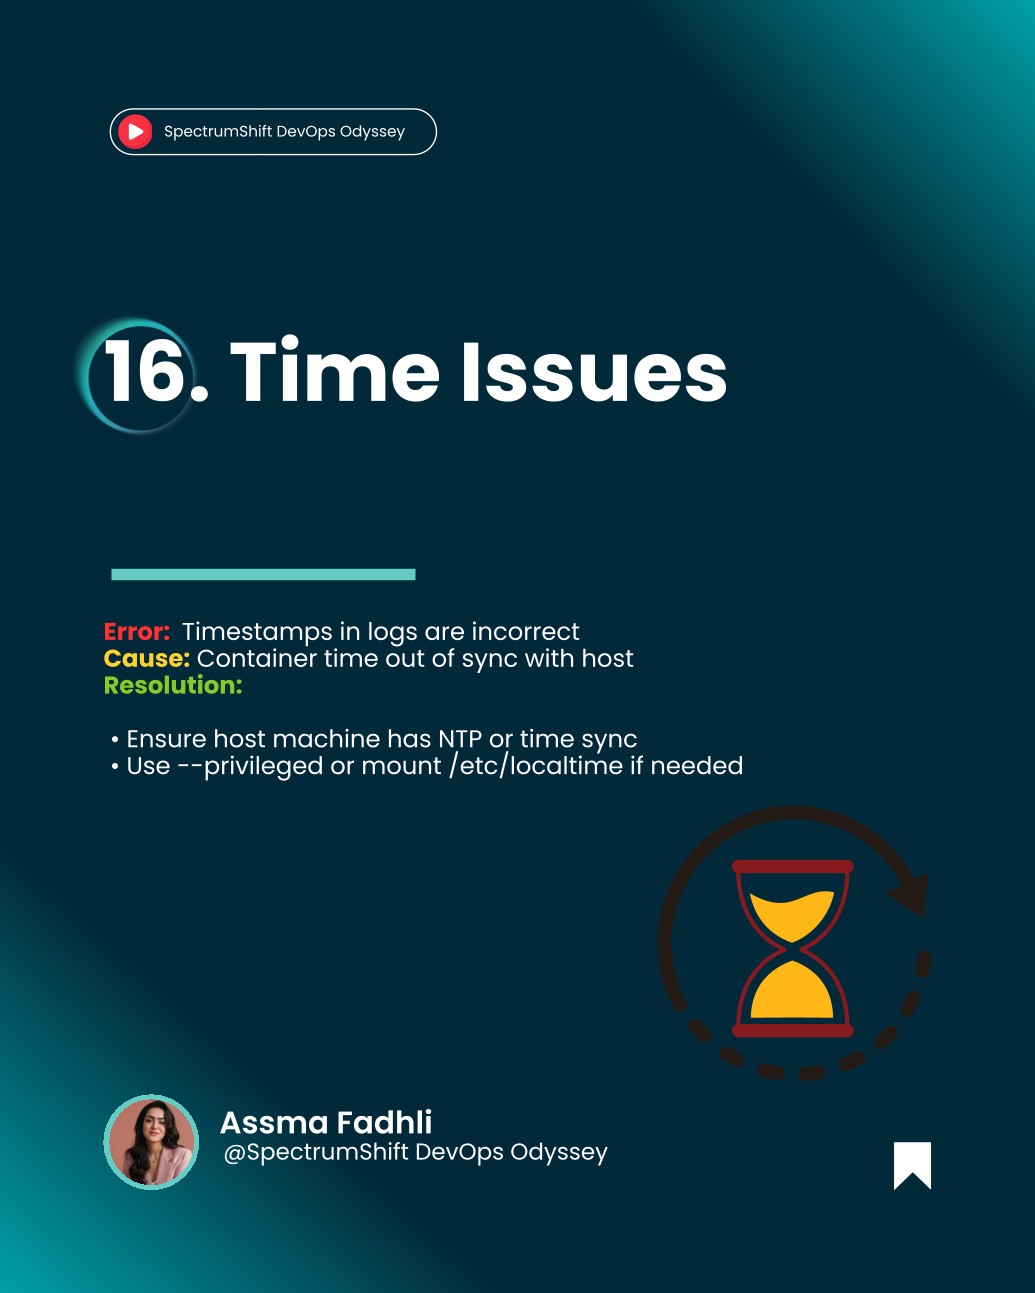 SpectrumShift DevOps Odyssey
16. Time Issues
Error: Timestamps in logs are incorrect
Cause: Container time out of sync with host
Resolution:
• Ensure host machine has NTP or time sync
• Use --privileged or mount /etc/localtime if needed
Assma Fadhli
@SpectrumShift DevOps Odyssey